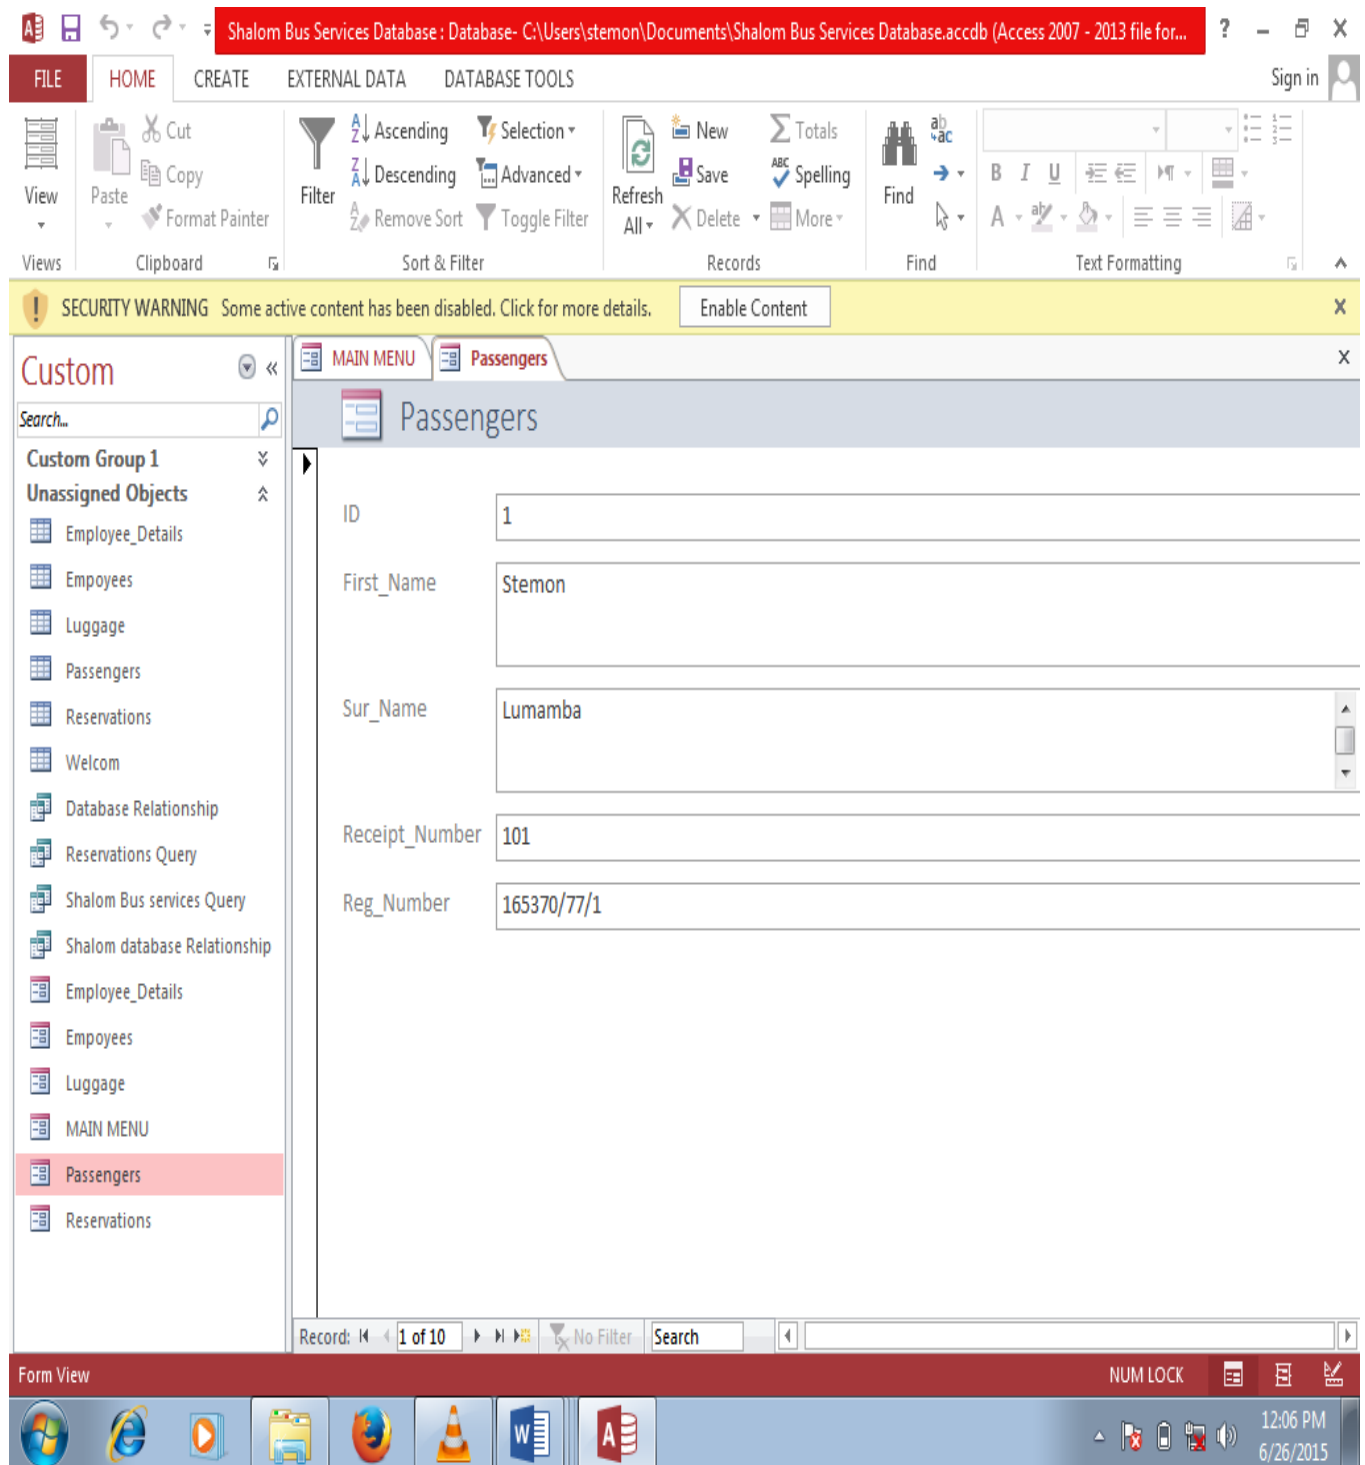 Shalom Bus Services Database : Database- C:\Users\stemon\Documents\Shalom Bus Services Database.accdb (Access 2007 - 2013 file for... ?
FILE HOME CREATE EXTERNAL DATA DATABASE TOOLS Sign in
Cut Ascending Selection New Totals
Copy Descending Advanced Save Spelling B I U
View Paste Format Painter Filter Remove Sort Toggle Filter Refresh All Delete More Find A
Views Clipboard Sort & Filter Records Find Text Formatting
SECURITY WARNING Some active content has been disabled. Click for more details. Enable Content
Custom
Search...
Custom Group 1
Unassigned Objects
Employee_Details
Empoyees
Luggage
Passengers
Reservations
Welcom
Database Relationship
Reservations Query
Shalom Bus services Query
Shalom database Relationship
Employee_Details
Empoyees
Luggage
MAIN MENU
Passengers
Reservations
MAIN MENU Passengers
Passengers
ID 1
First_Name Stemon
Sur_Name Lumamba
Receipt_Number 101
Reg_Number 165370/77/1
Record: 1 of 10 No Filter Search
Form View NUM LOCK
12:06 PM
6/26/2015